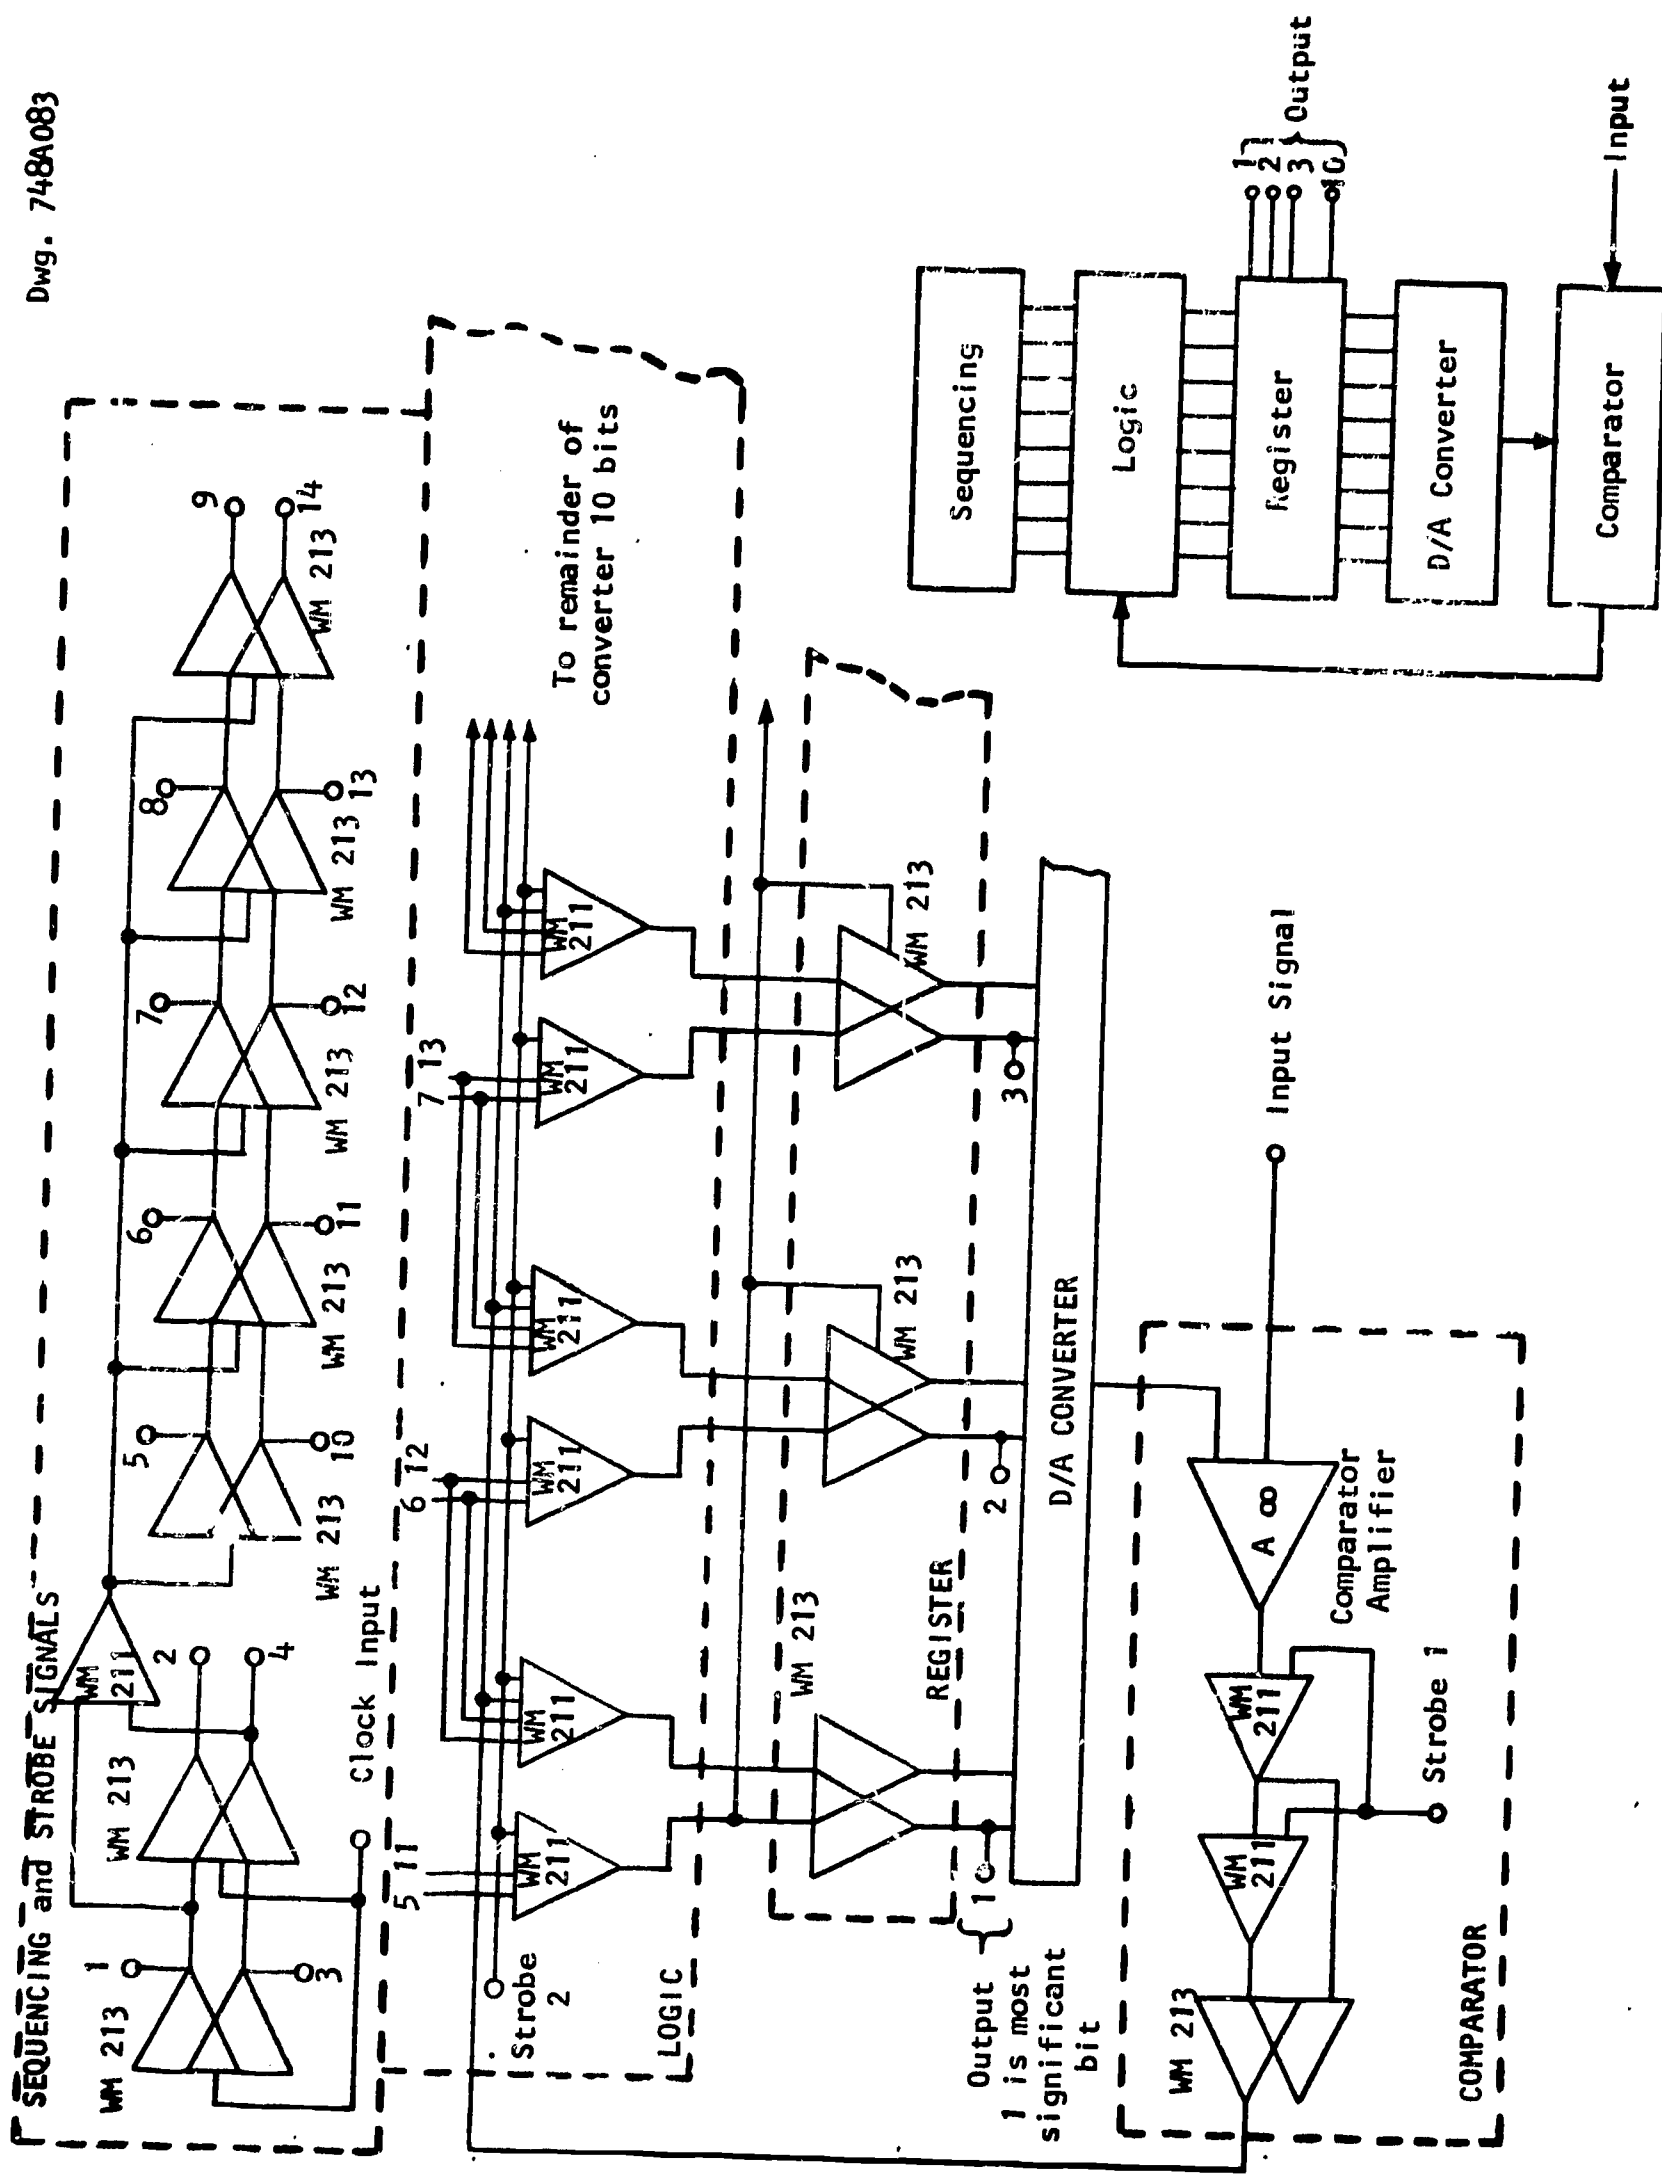 Dwg. 748A083
SEQUENCING and STROBE SIGNALS
WM 213
1
3
WM 213
WM
211
2
4
Clock Input
WM 213
5
10
WM 213
6
11
WM 213
7
12
WM 213
8
13
WM 213
9
14
Strobe
2
LOGIC
5
11
WM
211
WM
211
6
12
WM
211
WM
211
7
13
WM
211
WM
211
To remainder of
converter 10 bits
WM 213
WM 213
WM 213
REGISTER
1
2
3
Output
1 is most
significant
bit
D/A CONVERTER
WM 213
WM
211
WM
211
A ∞
Comparator
Amplifier
Input Signal
Strobe 1
COMPARATOR
Sequencing
Logic
Register
D/A Converter
Comparator
1
2
3
10
Output
Input